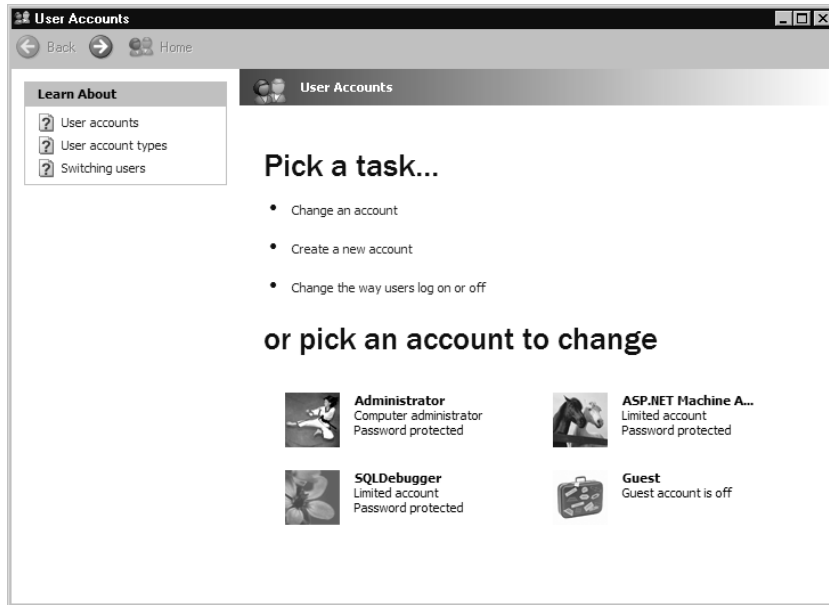 User Accounts
Back Home
Learn About
? User accounts
? User account types
? Switching users
User Accounts
Pick a task...
• Change an account
• Create a new account
• Change the way users log on or off
or pick an account to change
Administrator
Computer administrator
Password protected
ASP.NET Machine A...
Limited account
Password protected
SQLDebugger
Limited account
Password protected
Guest
Guest account is off